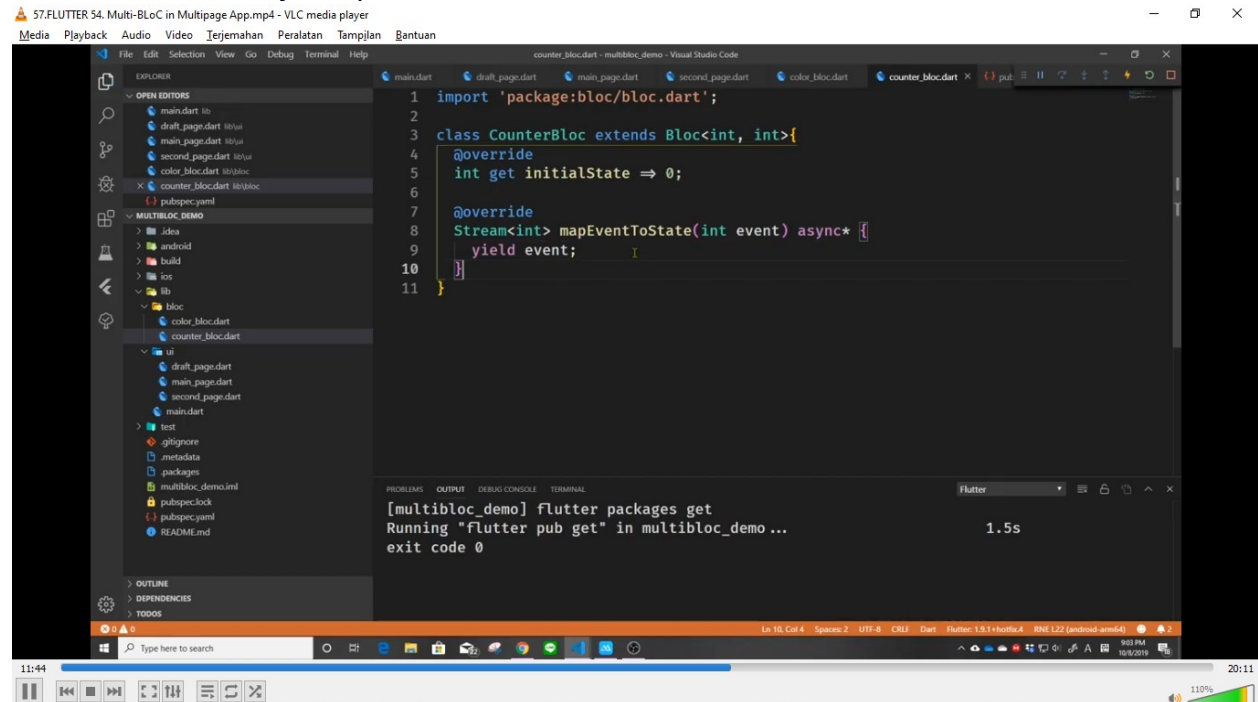 57.FLUTTER 54. Multi-BLoC in Multipage App.mp4 - VLC media player
Media Playback Audio Video Terjemahan Peralatan Tampilan Bantuan
File Edit Selection View Go Debug Terminal Help
counter_bloc.dart - multibloc_demo - Visual Studio Code
EXPLORER
main.dart draft_page.dart main_page.dart second_page.dart color_bloc.dart counter_bloc.dart
OPEN EDITORS
main.dart lib
draft_page.dart lib\ui
main_page.dart lib\ui
second_page.dart lib\ui
color_bloc.dart lib\bloc
counter_bloc.dart lib\bloc
pubspec.yaml
MULTIBLOC_DEMO
.idea
android
build
ios
lib
bloc
color_bloc.dart
counter_bloc.dart
ui
draft_page.dart
main_page.dart
second_page.dart
main.dart
test
.gitignore
.metadata
.packages
multibloc_demo.iml
pubspec.lock
pubspec.yaml
README.md
OUTLINE
DEPENDENCIES
TODOS
1 import 'package:bloc/bloc.dart';
2
3 class CounterBloc extends Bloc<int, int>{
4 @override
5 int get initialState => 0;
6
7 @override
8 Stream<int> mapEventToState(int event) async* {
9 yield event;
10 }
11 }
PROBLEMS OUTPUT DEBUG CONSOLE TERMINAL
Flutter
[multibloc_demo] flutter packages get
Running "flutter pub get" in multibloc_demo... 1.5s
exit code 0
0 0
Ln 10, Col 4 Spaces: 2 UTF-8 CRLF Dart Flutter: 1.9.1+hotfix.4 RNE L22 (android-arm64) 2
Type here to search
9:03 PM
10/8/2019
11:44
20:11
110%